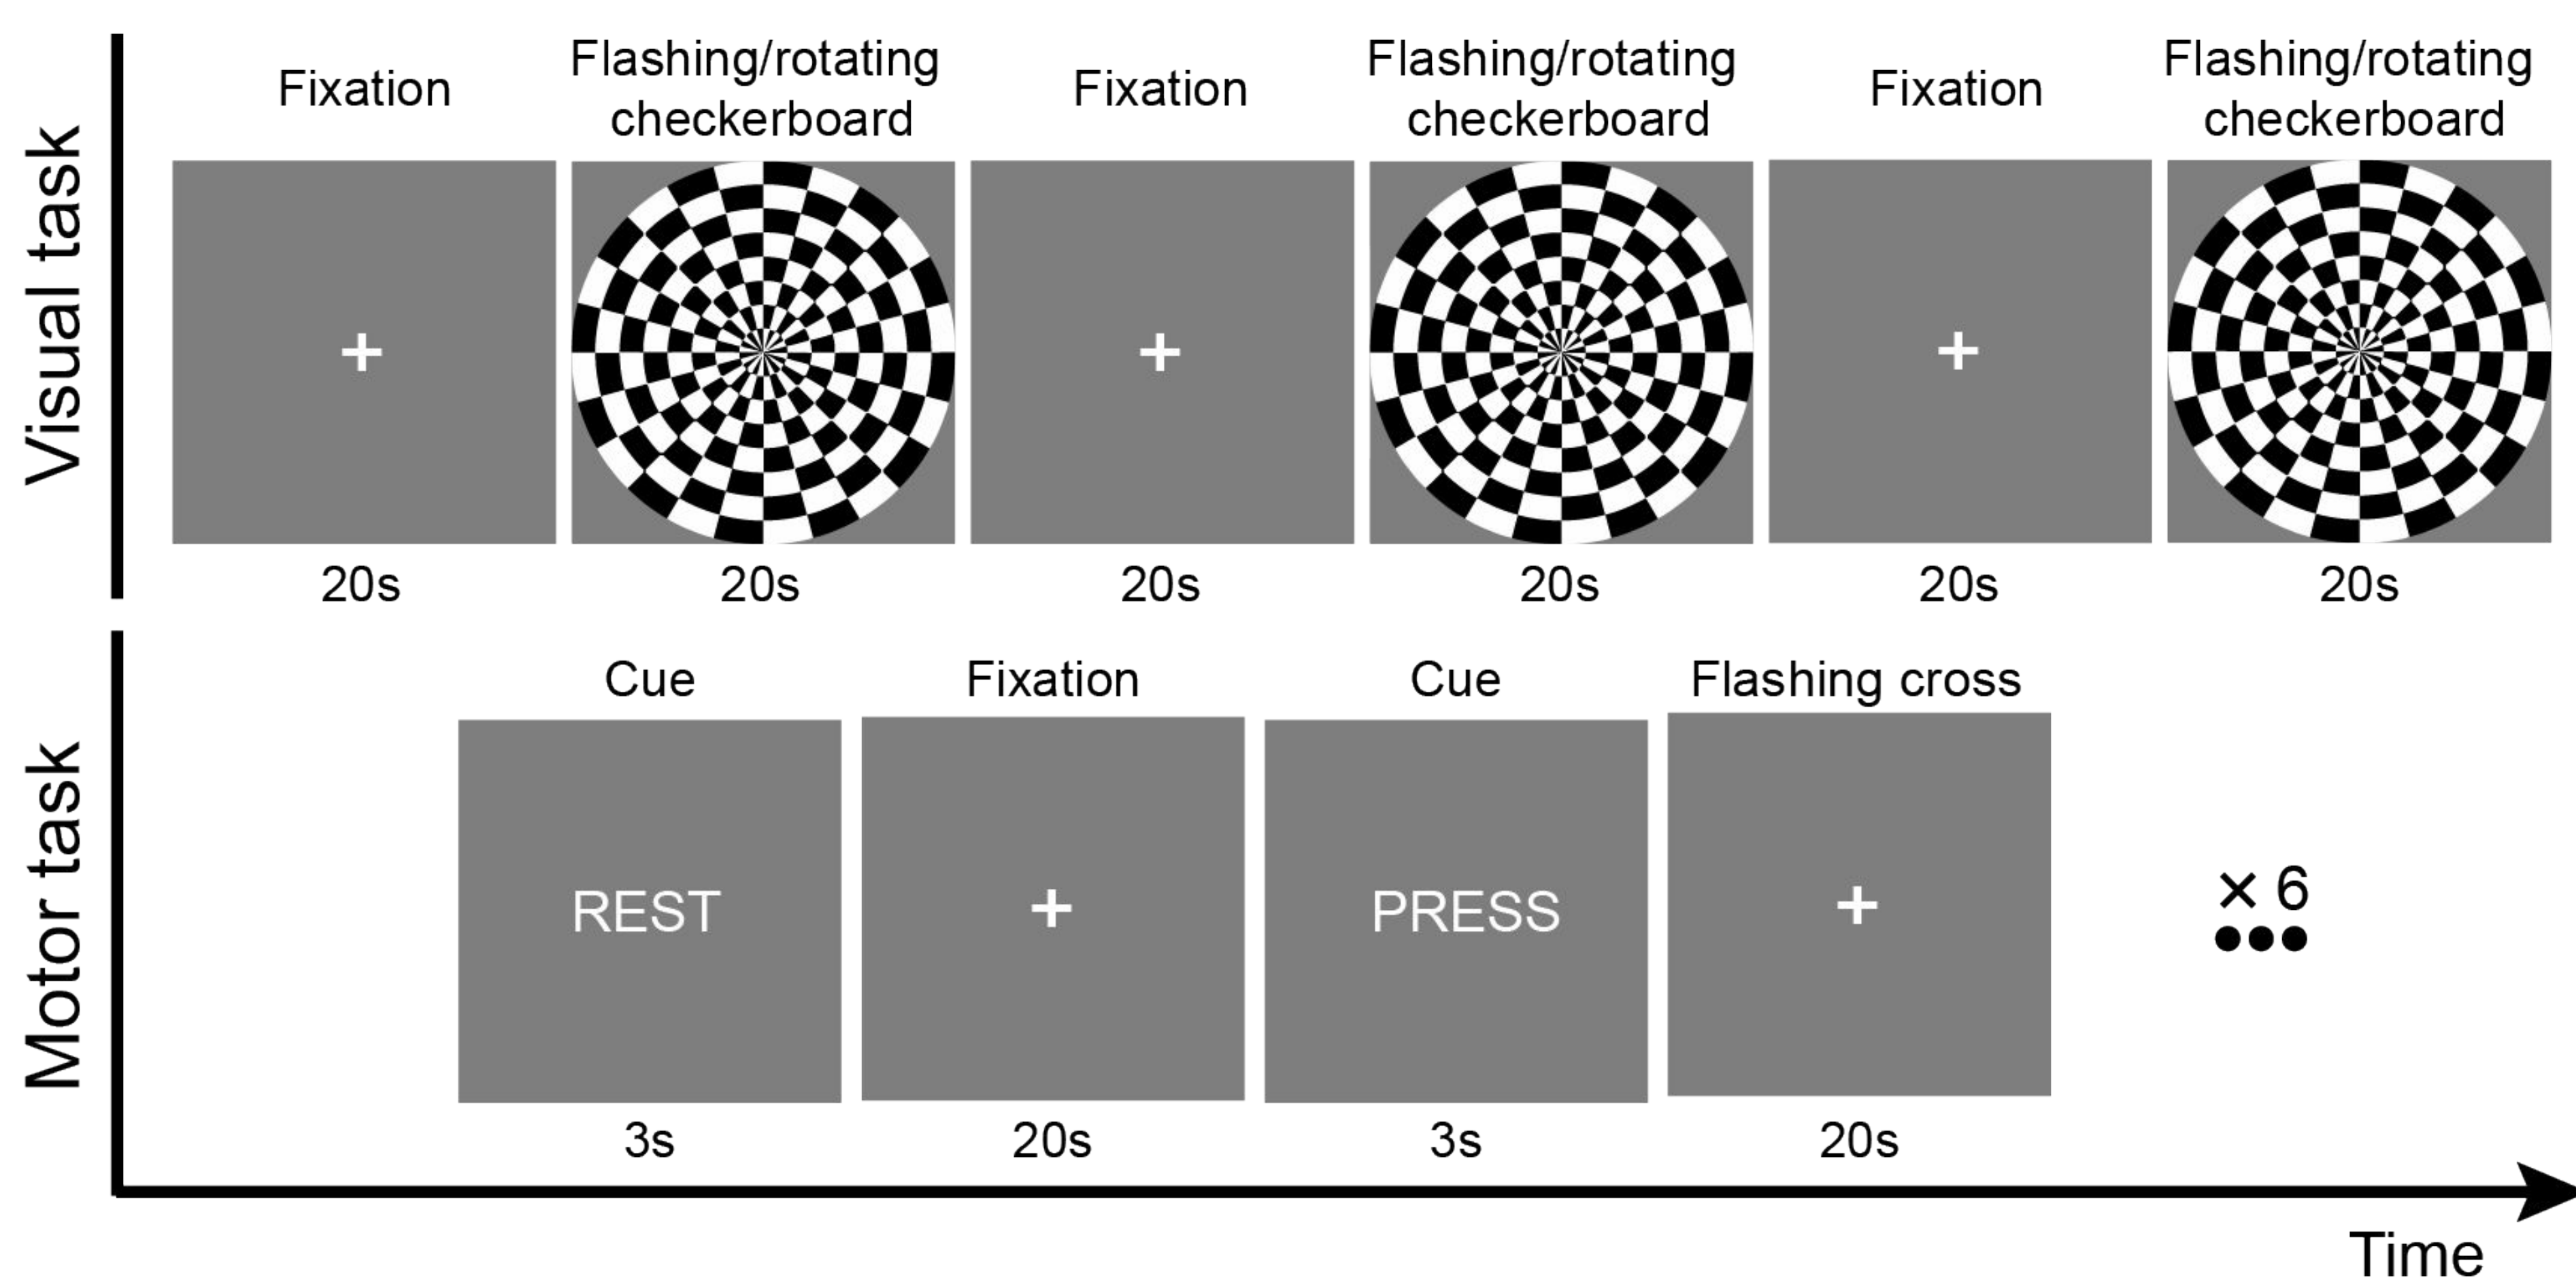 Visual task
Fixation
Flashing/rotating
checkerboard
Fixation
Flashing/rotating
checkerboard
Fixation
Flashing/rotating
checkerboard
+
+
+
20s
20s
20s
20s
20s
20s
Motor task
Cue
Fixation
Cue
Flashing cross
REST
+
PRESS
+
× 6
•••
3s
20s
3s
20s
Time